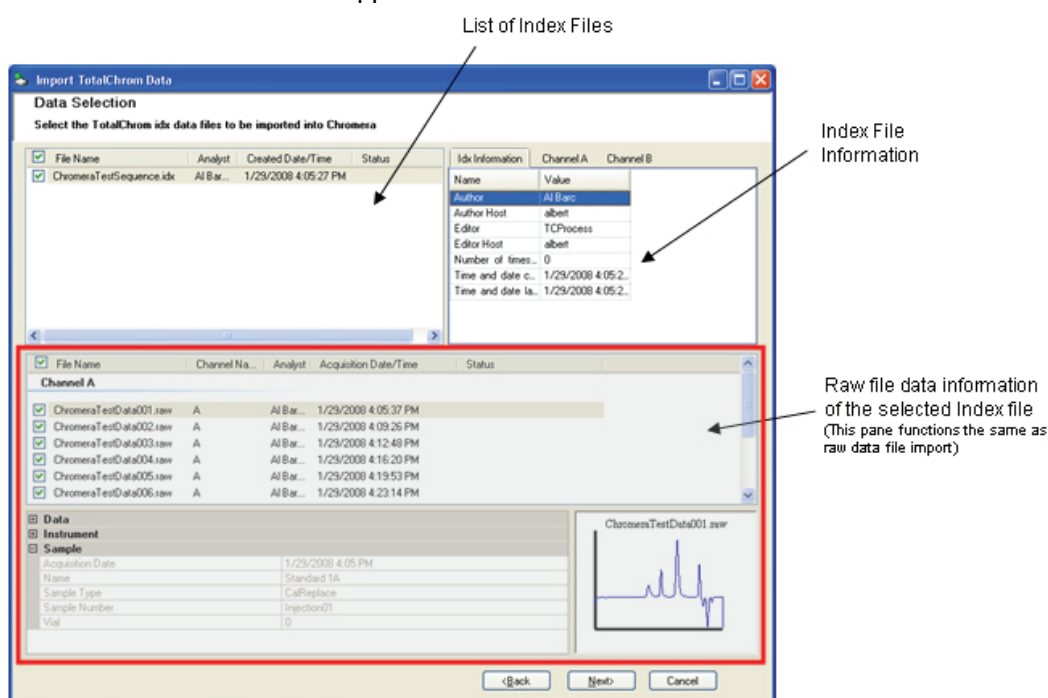 List of Index Files
Import TotalChrom Data
Data Selection
Select the TotalChrom idx data files to be imported into Chromera
File Name Analyst Created Date/Time Status
ChromeraTestSequence.idx Al Bar... 1/29/2008 4:05:27 PM
Idx Information Channel A Channel B
Name Value
Author Al Barc
Author Host albert
Editor TCProcess
Editor Host albert
Number of times... 0
Time and date c... 1/29/2008 4:05:2...
Time and date la... 1/29/2008 4:05:2...
Index File
Information
File Name Channel Na... Analyst Acquisition Date/Time Status
Channel A
ChromeraTestData001.raw A Al Bar... 1/29/2008 4:05:37 PM
ChromeraTestData002.raw A Al Bar... 1/29/2008 4:09:26 PM
ChromeraTestData003.raw A Al Bar... 1/29/2008 4:12:48 PM
ChromeraTestData004.raw A Al Bar... 1/29/2008 4:16:20 PM
ChromeraTestData005.raw A Al Bar... 1/29/2008 4:19:53 PM
ChromeraTestData006.raw A Al Bar... 1/29/2008 4:23:14 PM
Raw file data information
of the selected Index file
(This pane functions the same as
raw data file import)
Data
Instrument
Sample
Acquisition Date 1/29/2008 4:05 PM
Name Standard 1A
Sample Type CalReplace
Sample Number Injection01
Vial 0
ChromeraTestData001.raw
<Back Next> Cancel